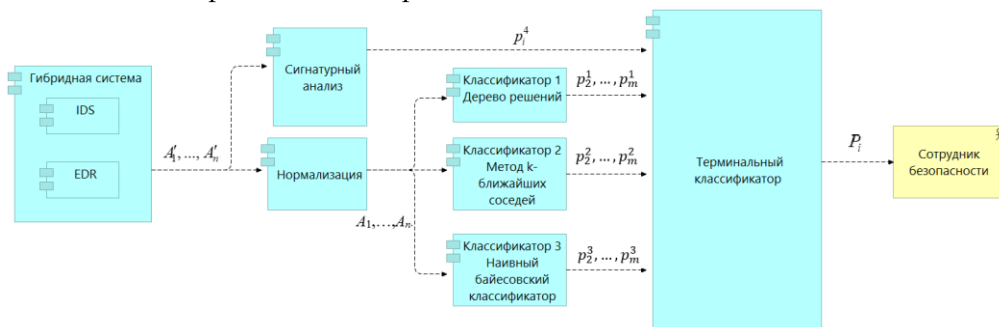 Гибридная система
IDS
EDR
A′₁, ..., A′ₙ
Сигнатурный
анализ
Нормализация
A₁,...,Aₙ
p⁴ᵢ
Классификатор 1
Дерево решений
Классификатор 2
Метод k-
ближайших
соседей
Классификатор 3
Наивный
байесовский
классификатор
p¹₂, ..., p¹ₘ
p²₂, ..., p²ₘ
p³₂, ..., p³ₘ
Терминальный
классификатор
Pᵢ
Сотрудник
безопасности